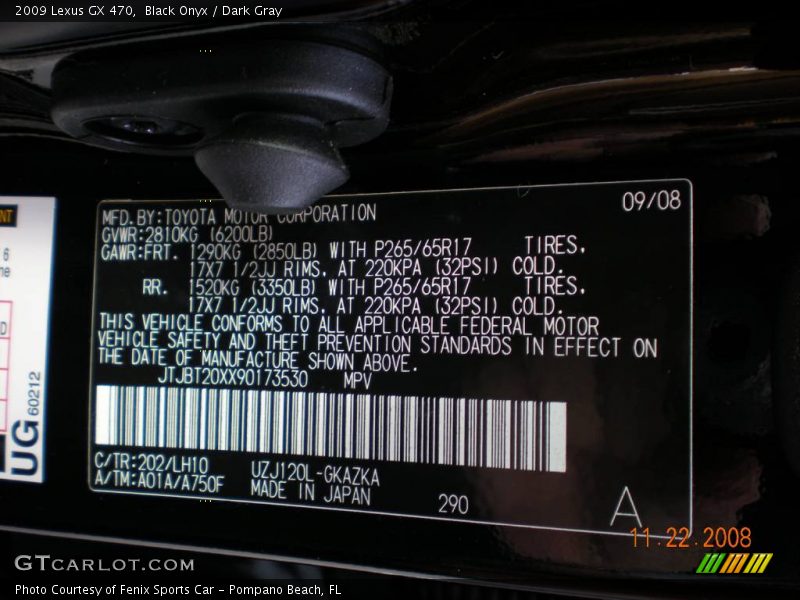 2009 Lexus GX 470, Black Onyx / Dark Gray
09/08
MFD. BY: TOYOTA MOTOR CORPORATION
GVWR: 2810KG (6200LB)
GAWR: FRT. 1290KG (2850LB) WITH P265/65R17 TIRES,
17X7 1/2JJ RIMS, AT 220KPA (32PSI) COLD.
RR. 1520KG (3350LB) WITH P265/65R17 TIRES,
17X7 1/2JJ RIMS, AT 220KPA (32PSI) COLD.
THIS VEHICLE CONFORMS TO ALL APPLICABLE FEDERAL MOTOR
VEHICLE SAFETY AND THEFT PREVENTION STANDARDS IN EFFECT ON
THE DATE OF MANUFACTURE SHOWN ABOVE.
JTJBT20XX90173530 MPV
C/TR: 202/LH10 UZJ120L-GKAZKA
A/TM: A01A/A750F MADE IN JAPAN 290 A
UG 60212
11.22.2008
GTCARLOT.COM
Photo Courtesy of Fenix Sports Car - Pompano Beach, FL